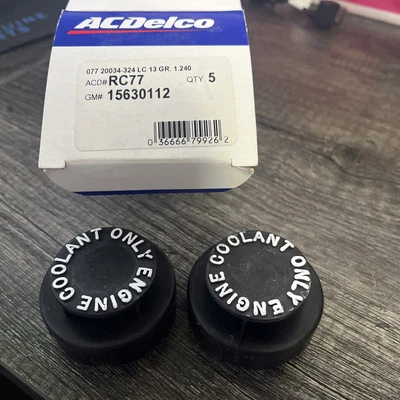 ACDelco
077 20034-324 LC 13 GR. 1.240
ACD# RC77 QTY. 5
GM# 15630112
0 36666 79926 2
ENGINE COOLANT ONLY
ENGINE COOLANT ONLY